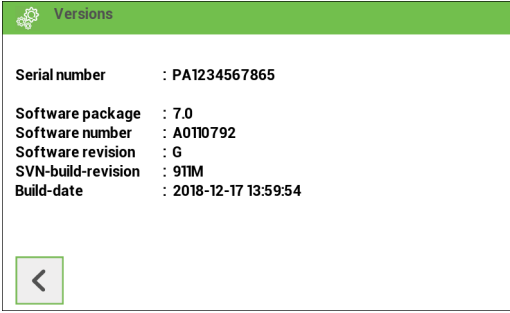 Versions
Serial number : PA1234567865
Software package : 7.0
Software number : A0110792
Software revision : G
SVN-build-revision : 911M
Build-date : 2018-12-17 13:59:54